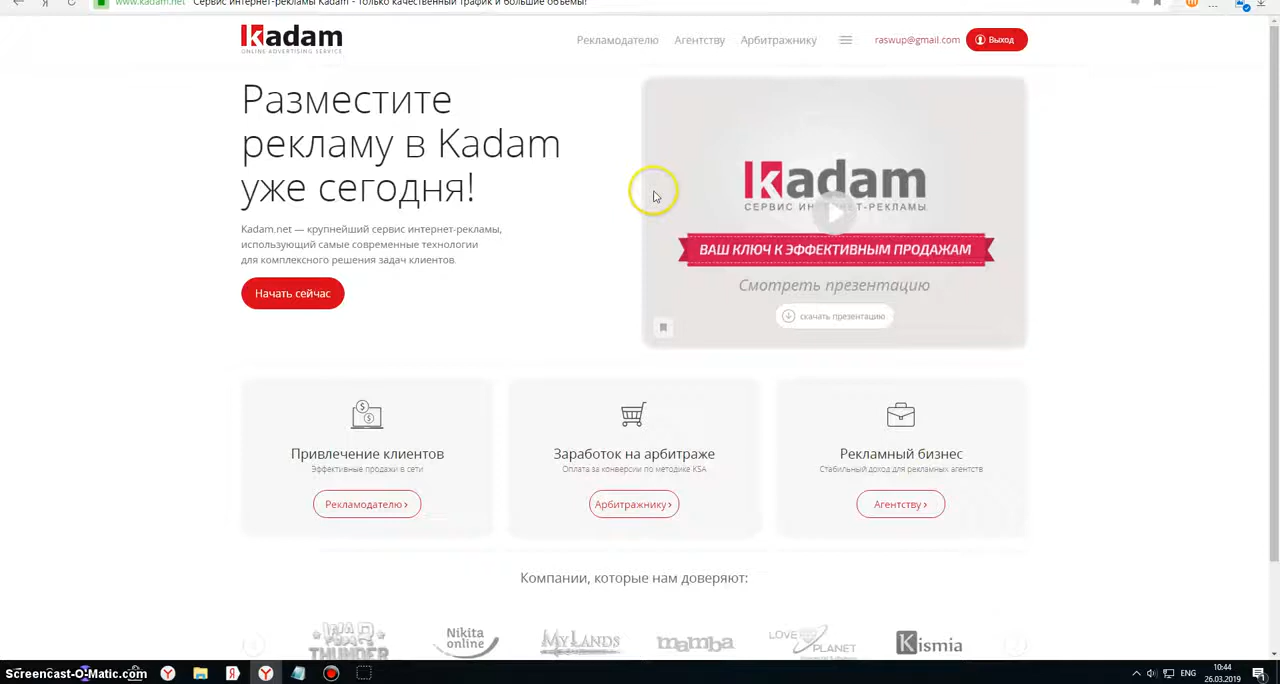 www.kadam.net Сервис интернет-рекламы Kadam - только качественный трафик и большие объемы!
kadam
ONLINE ADVERTISING SERVICE
Рекламодателю Агентству Арбитражнику raswup@gmail.com Выход
Разместите
рекламу в Kadam
уже сегодня!
Kadam.net — крупнейший сервис интернет-рекламы,
использующий самые современные технологии
для комплексного решения задач клиентов.
Начать сейчас
kadam
СЕРВИС ИНТЕРНЕТ-РЕКЛАМЫ
ВАШ КЛЮЧ К ЭФФЕКТИВНЫМ ПРОДАЖАМ
Смотреть презентацию
скачать презентацию
Привлечение клиентов
Эффективные продажи в сети
Рекламодателю ›
Заработок на арбитраже
Оплата за конверсии по методике KSA
Арбитражнику ›
Рекламный бизнес
Стабильный доход для рекламных агентств
Агентству ›
Компании, которые нам доверяют:
WAR THUNDER
Nikita online
MY LANDS
mamba
LOVE PLANET
Kismia
Screencast-O-Matic.com
ENG
10:44
26.03.2019